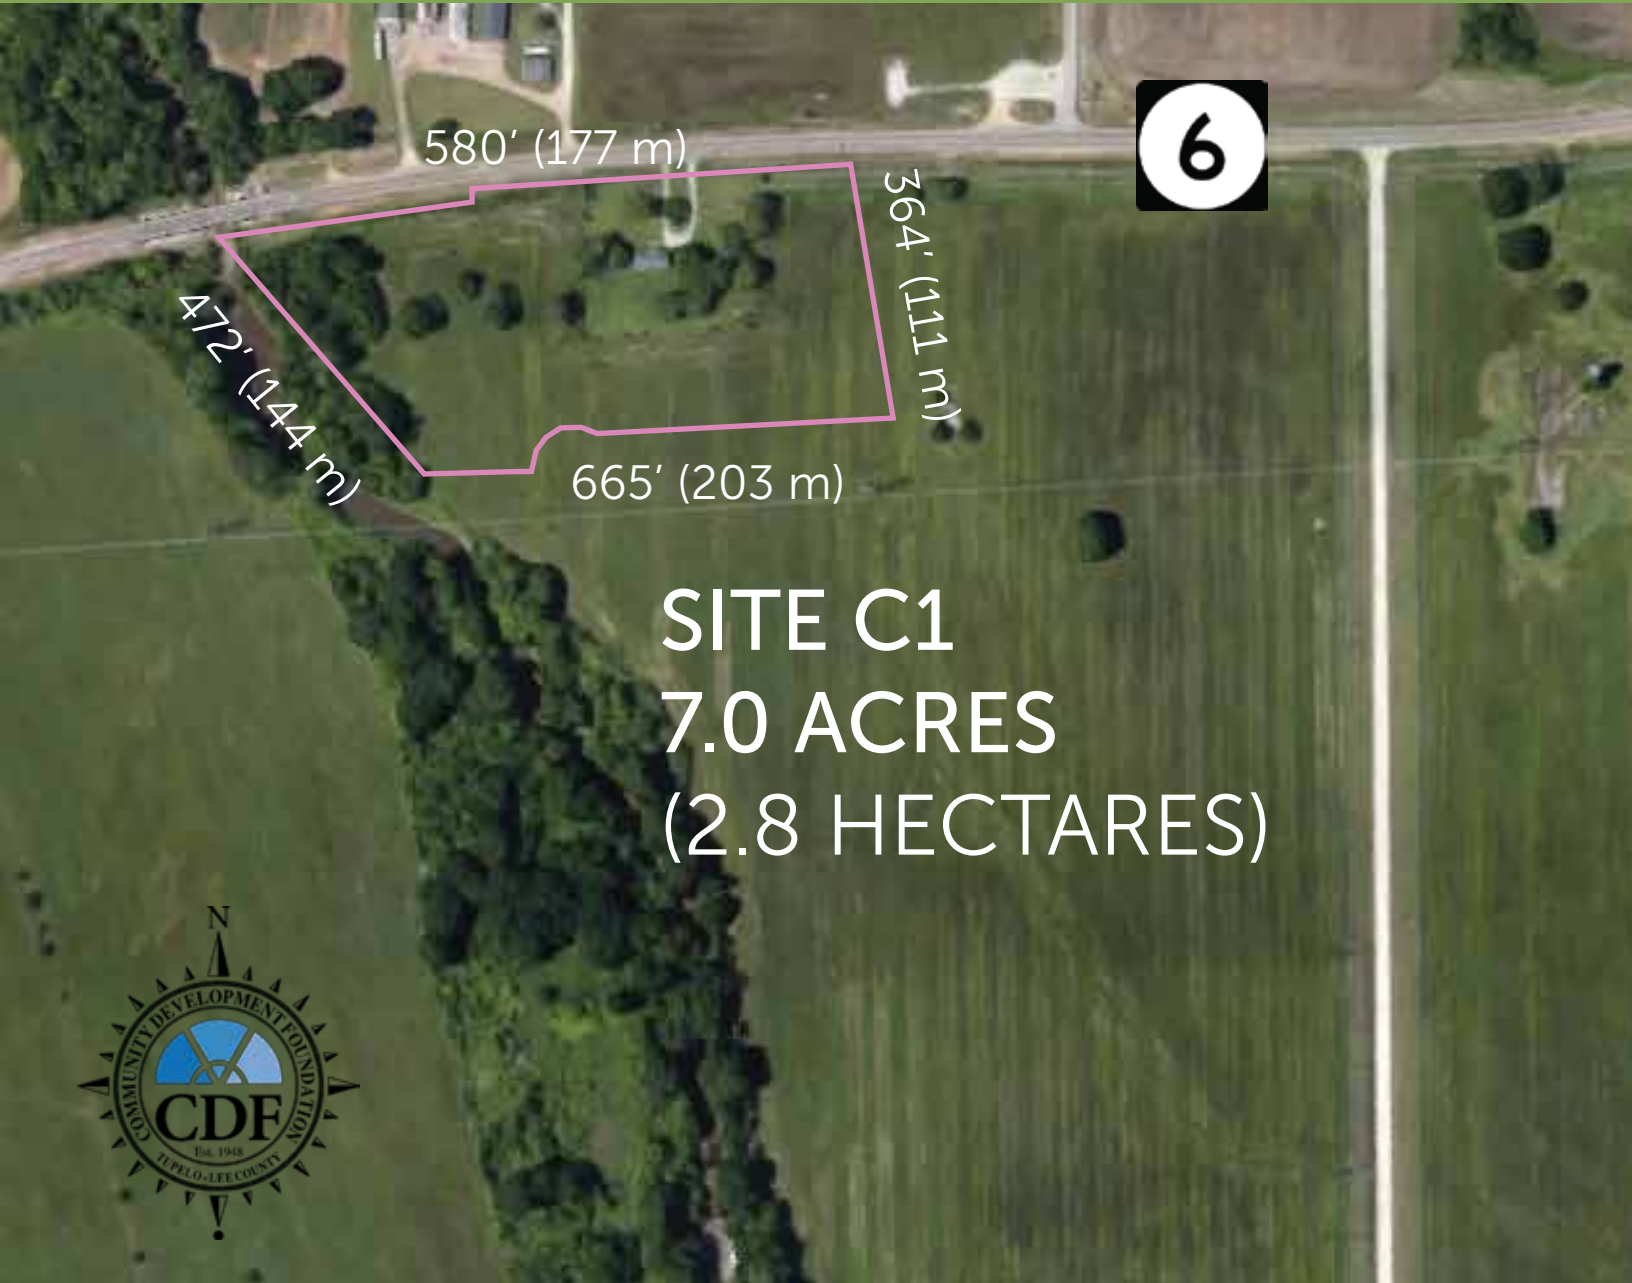 580' (177 m)
6
364' (111 m)
472' (144 m)
665' (203 m)
SITE C1
7.0 ACRES
(2.8 HECTARES)
N
COMMUNITY DEVELOPMENT FOUNDATION
CDF
Est. 1948
TUPELO • LEE COUNTY